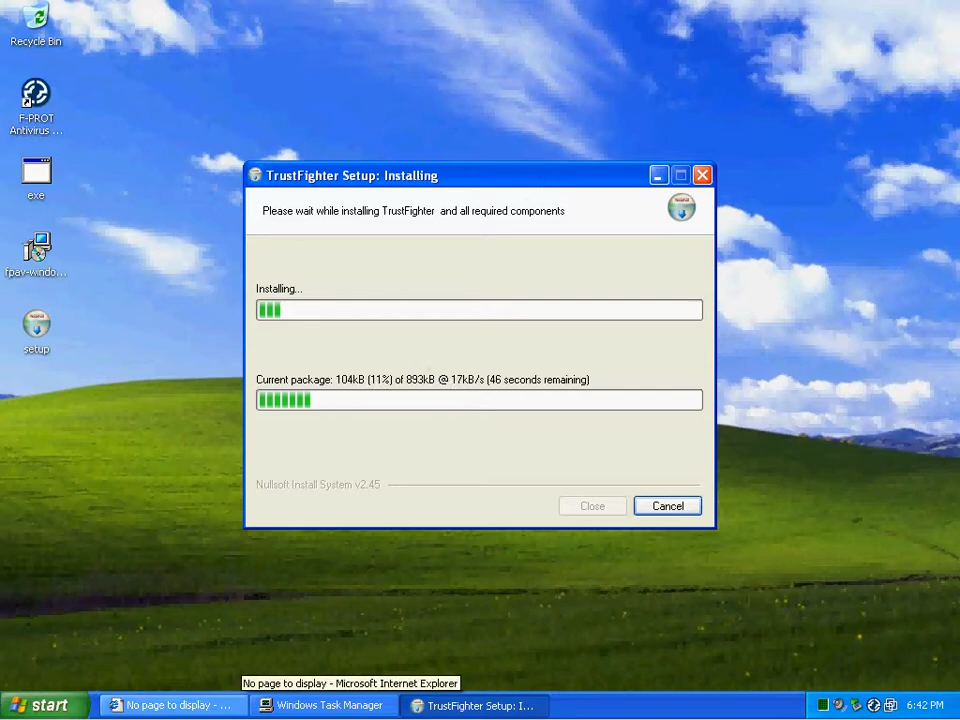 Recycle Bin
F-PROT
Antivirus ...
exe
fpav-windo...
setup
TrustFighter Setup: Installing
Please wait while installing TrustFighter and all required components
Installing...
Current package: 104kB (11%) of 893kB @ 17kB/s (46 seconds remaining)
Nullsoft Install System v2.45
Close
Cancel
No page to display - Microsoft Internet Explorer
start
No page to display - ...
Windows Task Manager
TrustFighter Setup: I...
6:42 PM